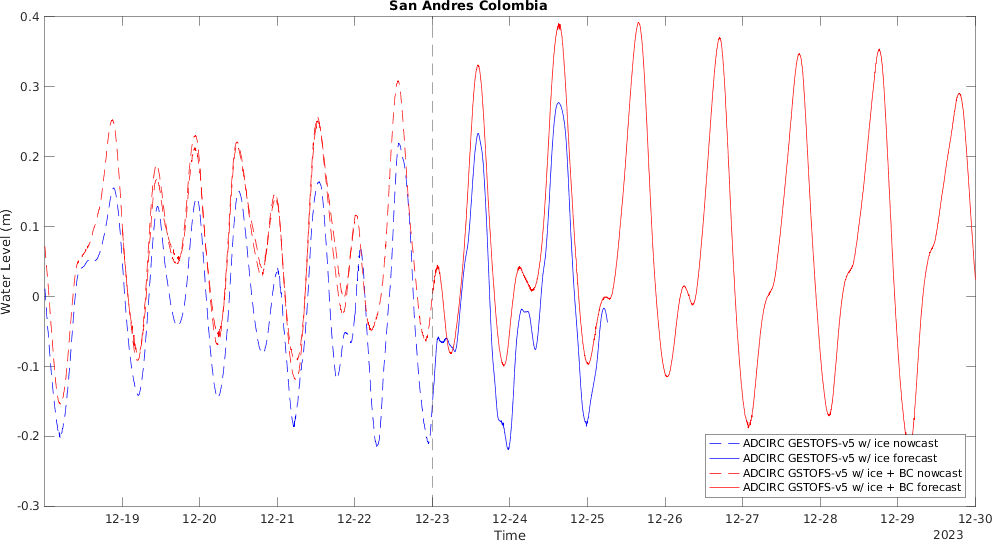 San Andres Colombia
0.4
0.3
0.2
0.1
0
-0.1
-0.2
-0.3
Water Level (m)
ADCIRC GESTOFS-v5 w/ ice nowcast
ADCIRC GESTOFS-v5 w/ ice forecast
ADCIRC GSTOFS-v5 w/ ice + BC nowcast
ADCIRC GSTOFS-v5 w/ ice + BC forecast
12-19 12-20 12-21 12-22 12-23 12-24 12-25 12-26 12-27 12-28 12-29 12-30
Time
2023